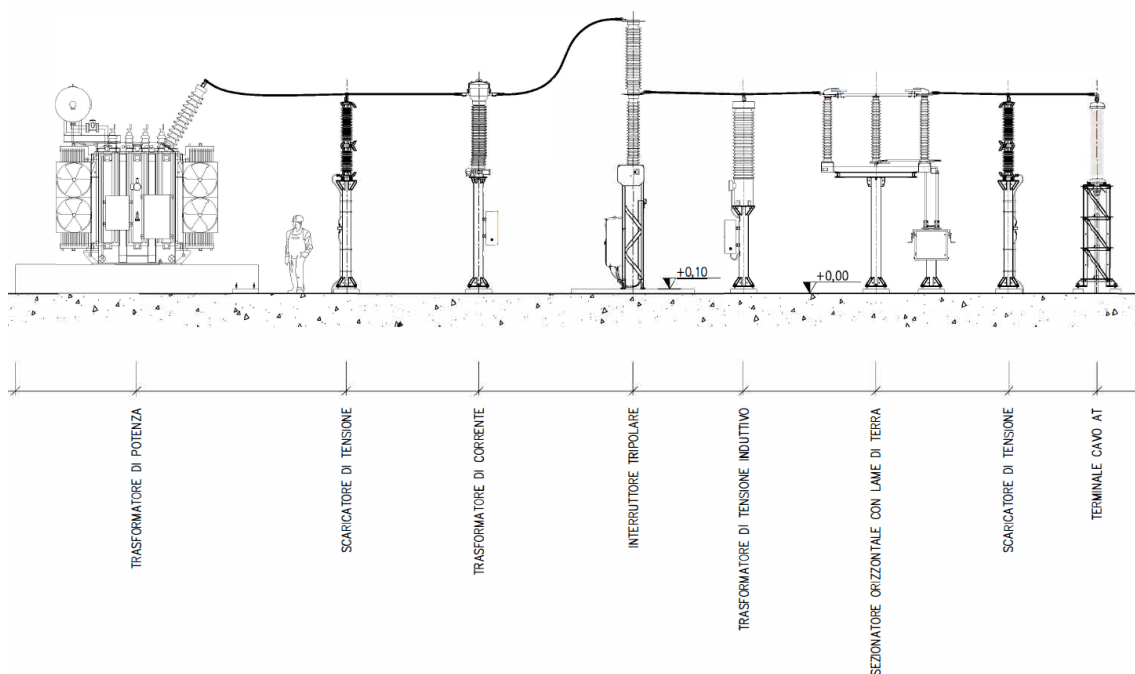 +0,10
+0,00
TRASFORMATORE DI POTENZA
SCARICATORE DI TENSIONE
TRASFORMATORE DI CORRENTE
INTERRUTTORE TRIPOLARE
TRASFORMATORE DI TENSIONE INDUTTIVO
SEZIONATORE ORIZZONTALE CON LAME DI TERRA
SCARICATORE DI TENSIONE
TERMINALE CAVO AT